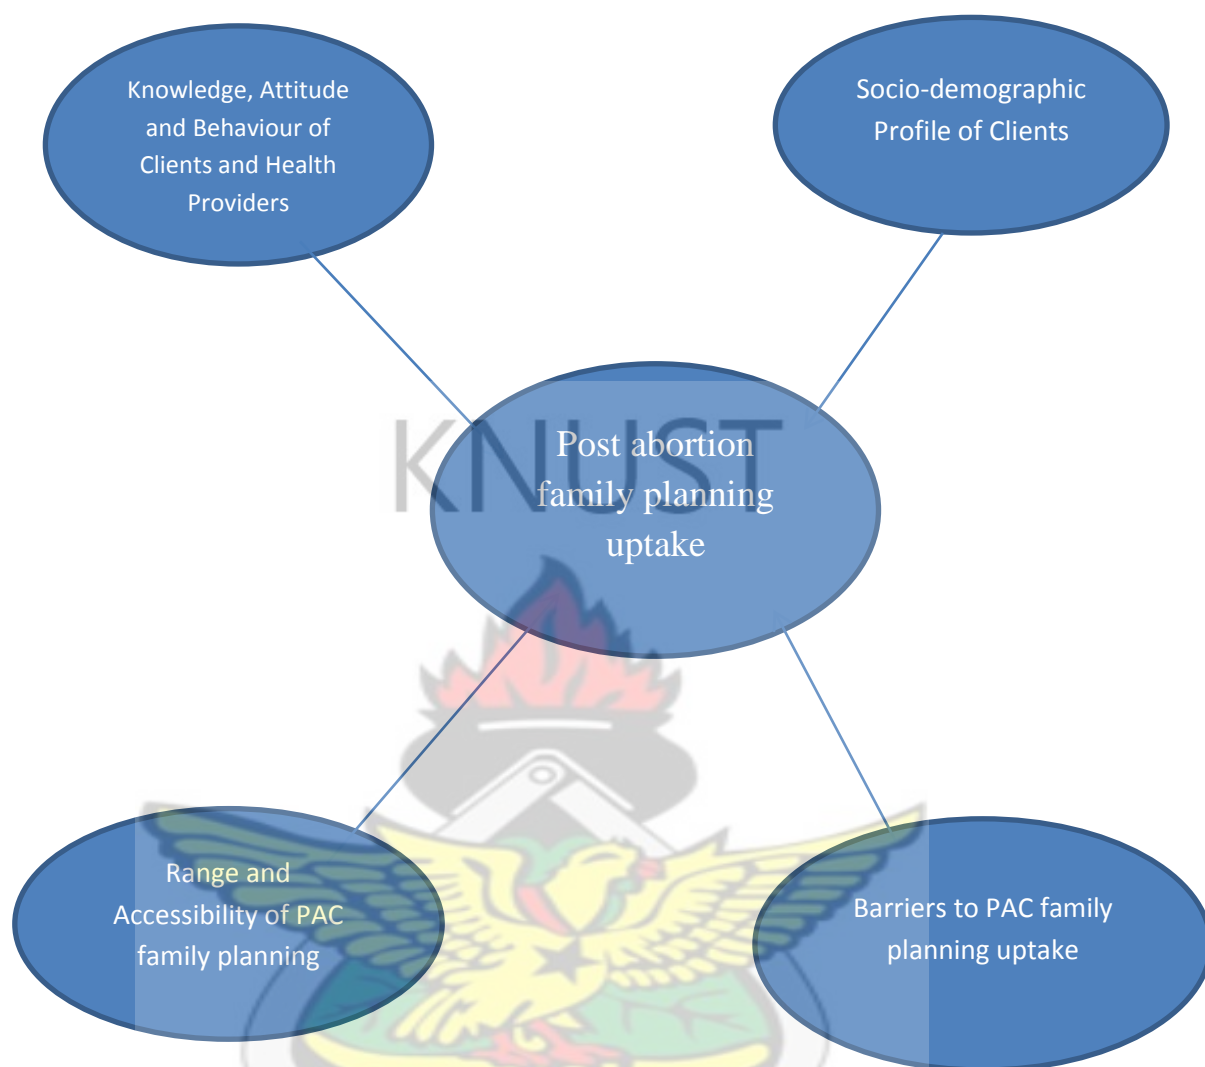 Knowledge, Attitude
and Behaviour of
Clients and Health
Providers
Socio-demographic
Profile of Clients
KNUST
Post abortion
family planning
uptake
Range and
Accessibility of PAC
family planning
Barriers to PAC family
planning uptake